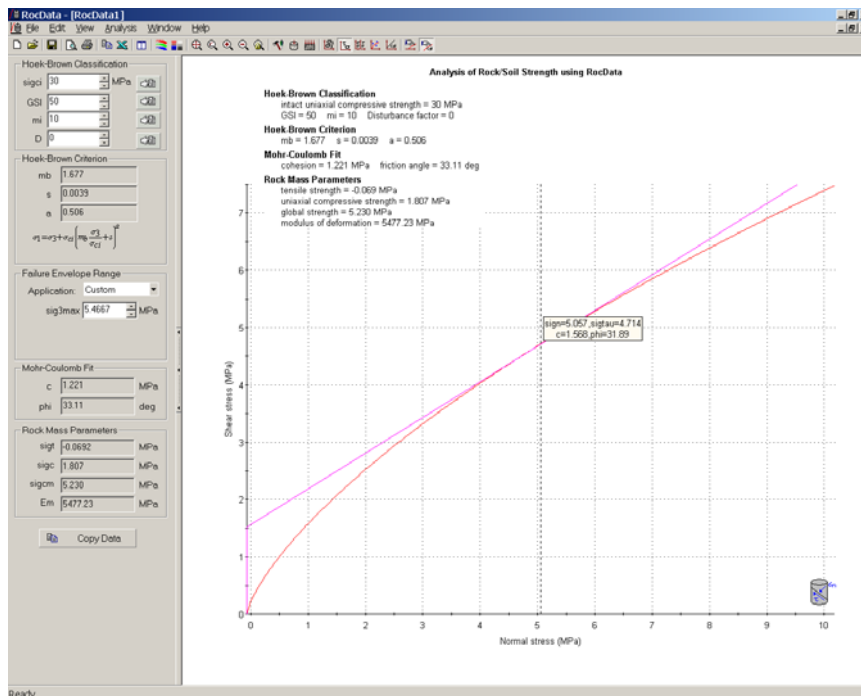 RocData - [RocData1]
File Edit View Analysis Window Help
Hoek-Brown Classification
sigci 30 MPa
GSI 50
mi 10
D 0
Hoek-Brown Criterion
mb 1.677
s 0.0039
a 0.506
Failure Envelope Range
Application: Custom
sig3max 5.4667 MPa
Mohr-Coulomb Fit
c 1.221 MPa
phi 33.11 deg
Rock Mass Parameters
sigt -0.0692 MPa
sigc 1.807 MPa
sigcm 5.230 MPa
Em 5477.23 MPa
Copy Data
Analysis of Rock/Soil Strength using RocData
Hoek-Brown Classification
intact uniaxial compressive strength = 30 MPa
GSI = 50 mi = 10 Disturbance factor = 0
Hoek-Brown Criterion
mb = 1.677 s = 0.0039 a = 0.506
Mohr-Coulomb Fit
cohesion = 1.221 MPa friction angle = 33.11 deg
Rock Mass Parameters
tensile strength = -0.069 MPa
uniaxial compressive strength = 1.807 MPa
global strength = 5.230 MPa
modulus of deformation = 5477.23 MPa
7
6
5
4
3
2
1
0
Shear stress (MPa)
sign=5.057,sigtau=4.714
c=1.568,phi=31.89
0 1 2 3 4 5 6 7 8 9 10
Normal stress (MPa)
Ready